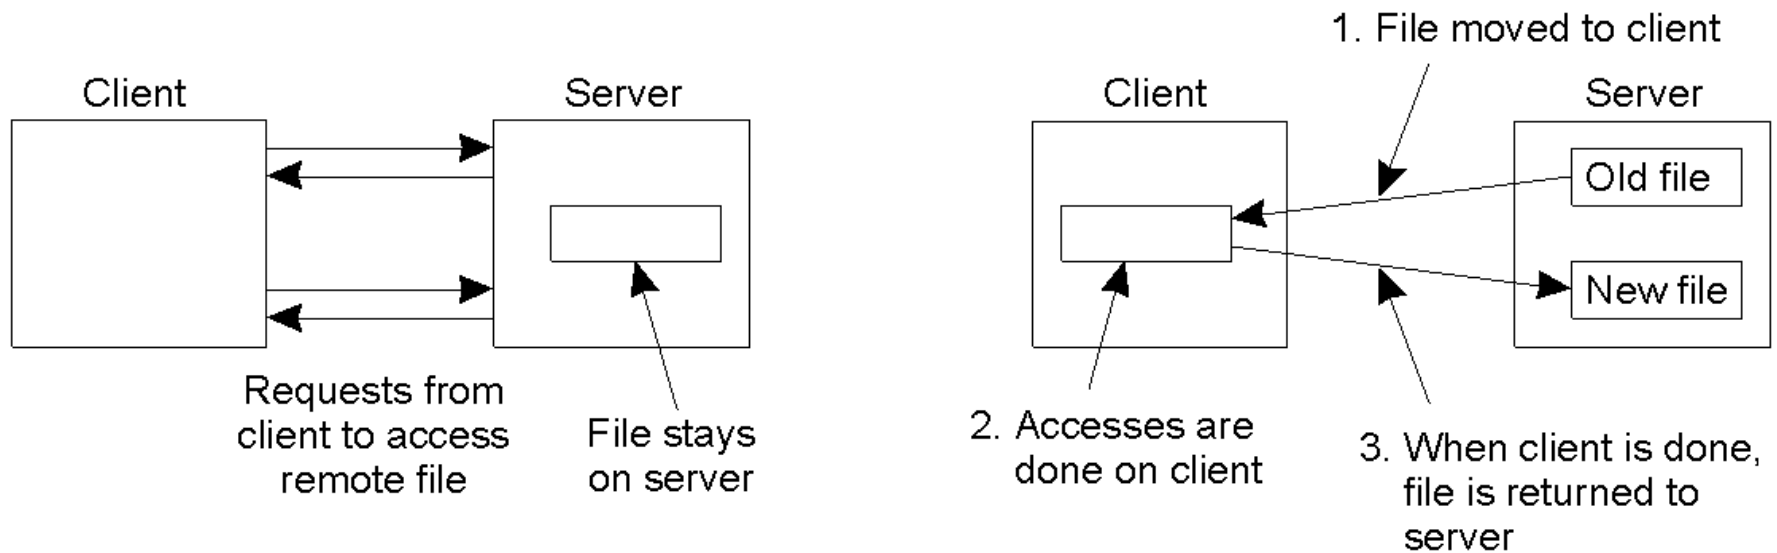 Client
Server
Requests from
client to access
remote file
File stays
on server
1. File moved to client
Client
Server
Old file
New file
2. Accesses are
done on client
3. When client is done,
file is returned to
server